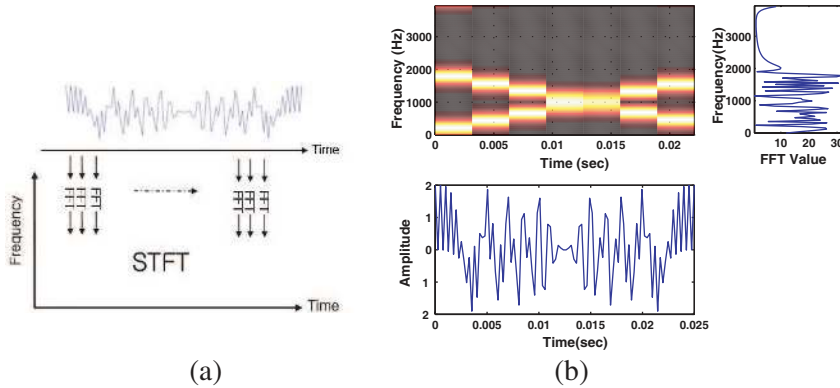 Time
FFT FFT FFT
FFT FFT FFT
Frequency
STFT
Time
(a)
Frequency (Hz)
3000
2000
1000
0
0 0.005 0.01 0.015 0.02
Time (sec)
Frequency(Hz)
3000
2000
1000
0
10 20 30
FFT Value
Amplitude
2
1
0
1
2
0 0.005 0.01 0.015 0.02 0.025
Time(sec)
(b)